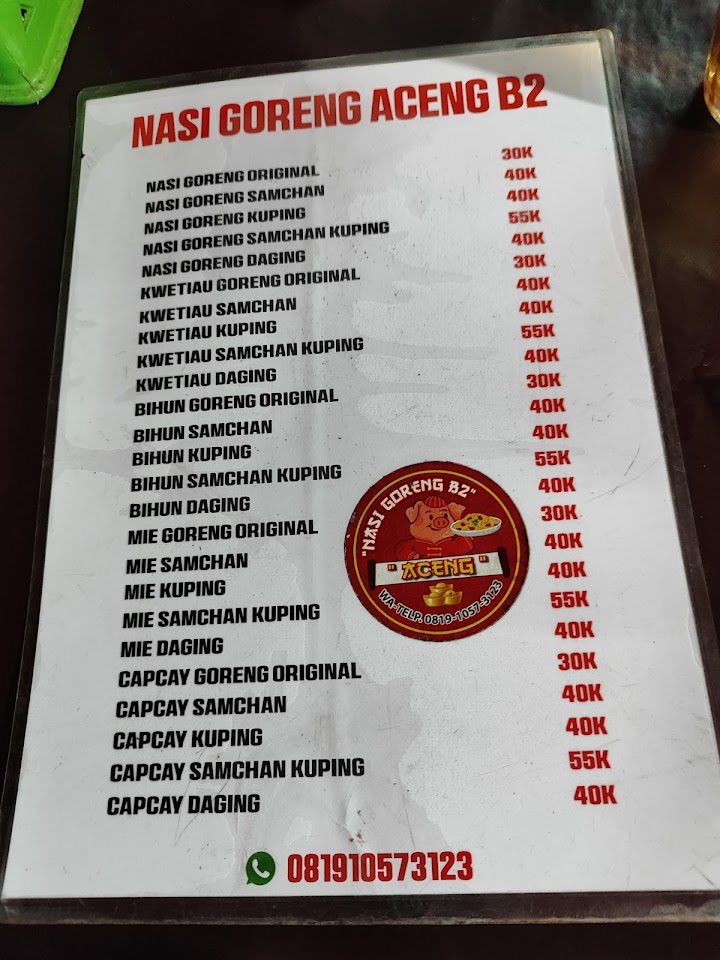 NASI GORENG ACENG B2
NASI GORENG ORIGINAL 30K
NASI GORENG SAMCHAN 40K
NASI GORENG KUPING 40K
NASI GORENG SAMCHAN KUPING 55K
NASI GORENG DAGING 40K
KWETIAU GORENG ORIGINAL 30K
KWETIAU SAMCHAN 40K
KWETIAU KUPING 40K
KWETIAU SAMCHAN KUPING 55K
KWETIAU DAGING 40K
BIHUN GORENG ORIGINAL 30K
BIHUN SAMCHAN 40K
BIHUN KUPING 40K
BIHUN SAMCHAN KUPING 55K
BIHUN DAGING 40K
MIE GORENG ORIGINAL 30K
MIE SAMCHAN 40K
MIE KUPING 40K
MIE SAMCHAN KUPING 55K
MIE DAGING 40K
CAPCAY GORENG ORIGINAL 30K
CAPCAY SAMCHAN 40K
CAPCAY KUPING 40K
CAPCAY SAMCHAN KUPING 55K
CAPCAY DAGING 40K
"NASI GORENG B2"
"ACENG"
WA-TELP. 0819-1057-3123
081910573123